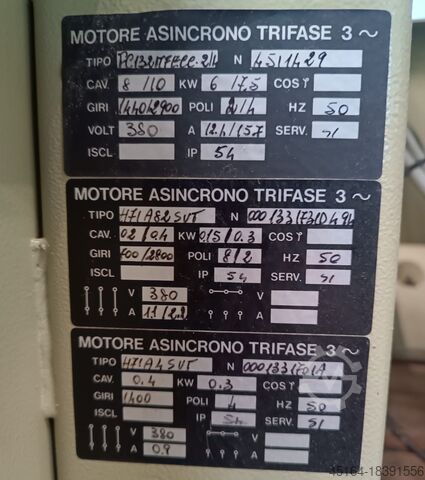 MOTORE ASINCRONO TRIFASE 3 ~
TIPO N 4511429
CAV. 8 / 10 KW 6 / 7,5 COS φ
GIRI 1440/2900 POLI 2/4 HZ 50
VOLT 380 A SERV. S1
ISCL IP 54
MOTORE ASINCRONO TRIFASE 3 ~
TIPO N
CAV. 0.2 / 0.4 KW 0.15 / 0.3 COS φ
GIRI 700/2800 POLI 8/2 HZ 50
ISCL IP 54 SERV. S1
V 380 V
A A
MOTORE ASINCRONO TRIFASE 3 ~
TIPO N
CAV. 0.4 KW 0.3 COS φ
GIRI 1400 POLI 4 HZ 50
ISCL IP 54 SERV. S1
V 380 V
A 0.9 A
45164-18391556